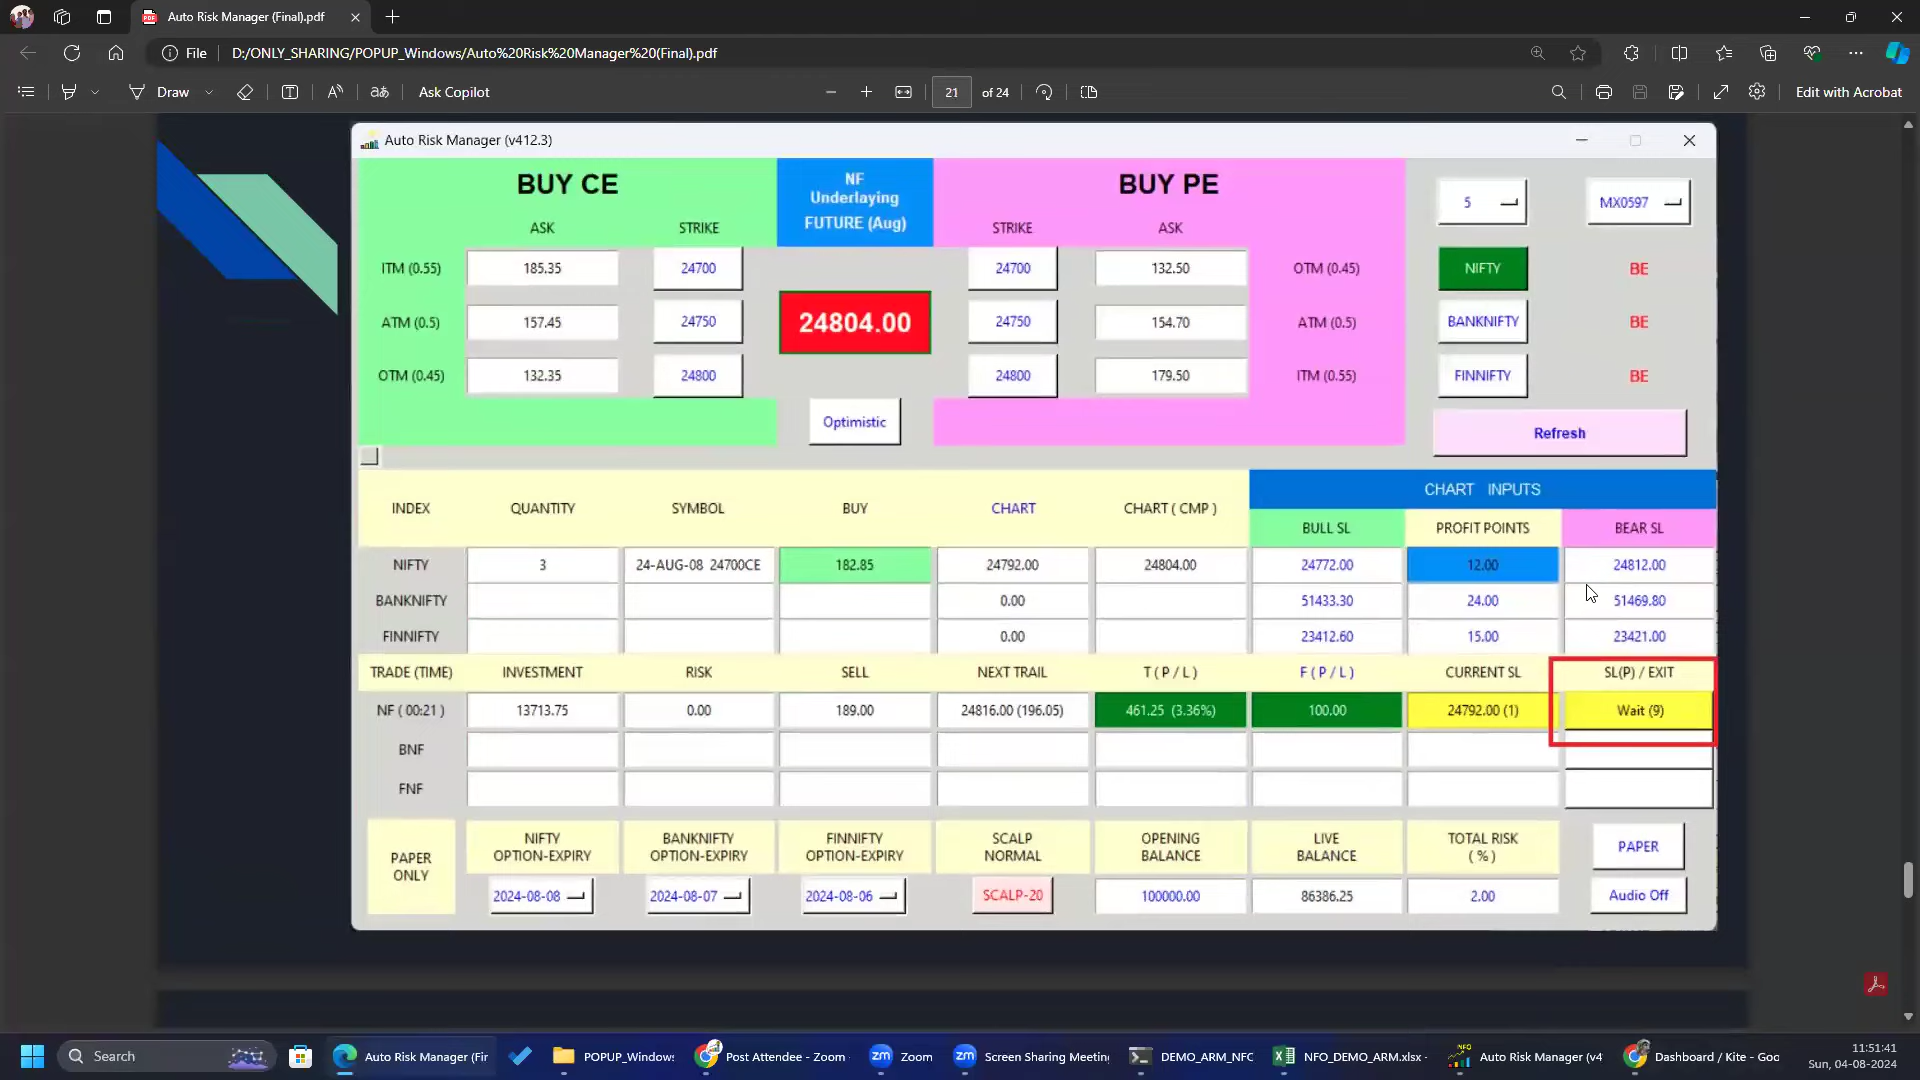 Auto Risk Manager (Final).pdf
File D:/ONLY_SHARING/POPUP_Windows/Auto%20Risk%20Manager%20(Final).pdf
Draw aあ Ask Copilot 21 of 24 Edit with Acrobat
Auto Risk Manager (v412.3)
BUY CE NF Underlaying FUTURE (Aug) BUY PE 5 MX0597
ASK STRIKE STRIKE ASK
ITM (0.55) 185.35 24700 24700 132.50 OTM (0.45) NIFTY BE
ATM (0.5) 157.45 24750 24804.00 24750 154.70 ATM (0.5) BANKNIFTY BE
OTM (0.45) 132.35 24800 24800 179.50 ITM (0.55) FINNIFTY BE
Optimistic Refresh
CHART INPUTS
INDEX QUANTITY SYMBOL BUY CHART CHART ( CMP ) BULL SL PROFIT POINTS BEAR SL
NIFTY 3 24-AUG-08 24700CE 182.85 24792.00 24804.00 24772.00 12.00 24812.00
BANKNIFTY 0.00 51433.30 24.00 51469.80
FINNIFTY 0.00 23412.60 15.00 23421.00
TRADE (TIME) INVESTMENT RISK SELL NEXT TRAIL T ( P / L ) F ( P / L ) CURRENT SL SL(P) / EXIT
NF ( 00:21 ) 13713.75 0.00 189.00 24816.00 (196.05) 461.25 (3.36%) 100.00 24792.00 (1) Wait (9)
BNF
FNF
PAPER ONLY NIFTY OPTION-EXPIRY BANKNIFTY OPTION-EXPIRY FINNIFTY OPTION-EXPIRY SCALP NORMAL OPENING BALANCE LIVE BALANCE TOTAL RISK ( % ) PAPER
2024-08-08 2024-08-07 2024-08-06 SCALP-20 100000.00 86386.25 2.00 Audio Off
Search Auto Risk Manager (Fir POPUP_Windows Post Attendee - Zoom Zoom Screen Sharing Meeting DEMO_ARM_NFC NFO_DEMO_ARM.xlsx - Auto Risk Manager (v4 Dashboard / Kite - Goo 11:51:41
Sun, 04-08-2024